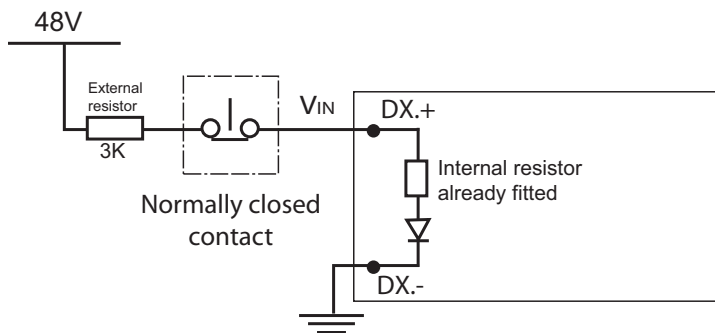 48V
External
resistor
3K
Normally closed
contact
VIN
DX.+
Internal resistor
already fitted
DX.-